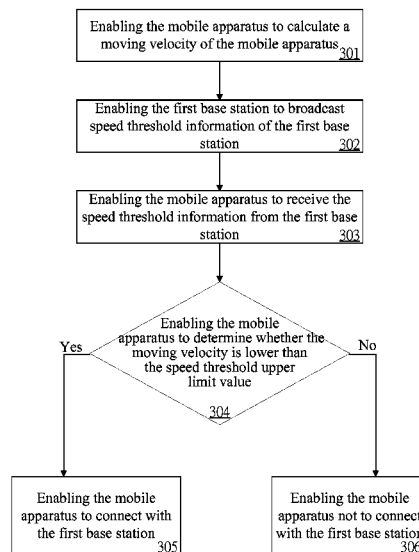 Enabling the mobile apparatus to calculate a
moving velocity of the mobile apparatus
301
Enabling the first base station to broadcast
speed threshold information of the first base
station
302
Enabling the mobile apparatus to receive the
speed threshold information from the first base
station
303
Enabling the mobile
apparatus to determine whether the
moving velocity is lower than
the speed threshold upper
limit value
304
Yes
No
Enabling the mobile
apparatus to connect with
the first base station
305
Enabling the mobile
apparatus not to connect
with the first base station
306